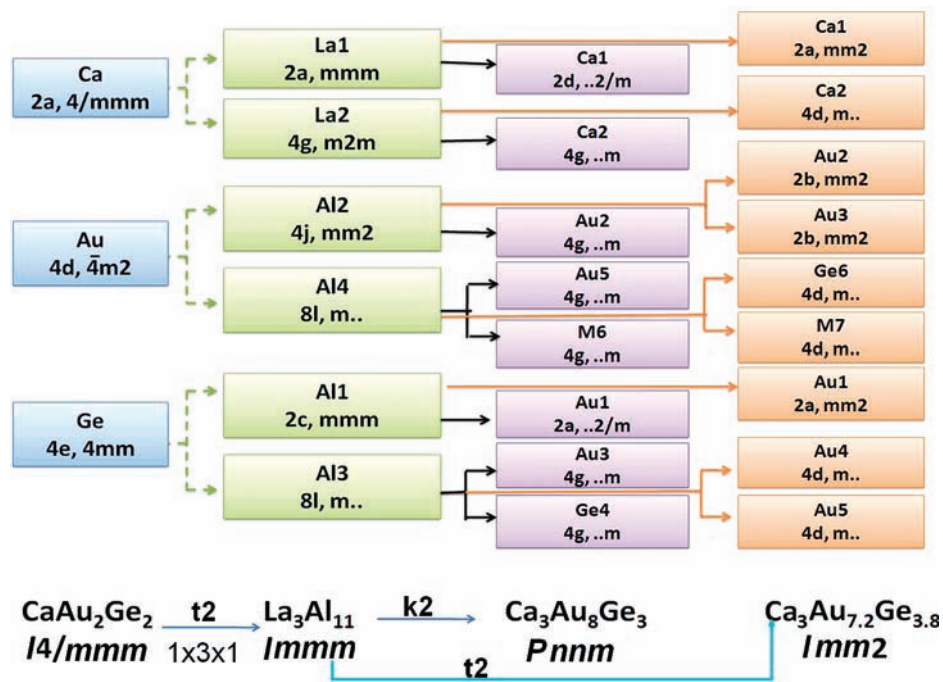 Ca
2a, 4/mmm
Au
4d, 4̄m2
Ge
4e, 4mm
La1
2a, mmm
La2
4g, m2m
Al2
4j, mm2
Al4
8l, m..
Al1
2c, mmm
Al3
8l, m..
Ca1
2d, ..2/m
Ca2
4g, ..m
Au2
4g, ..m
Au5
4g, ..m
M6
4g, ..m
Au1
2a, ..2/m
Au3
4g, ..m
Ge4
4g, ..m
Ca1
2a, mm2
Ca2
4d, m..
Au2
2b, mm2
Au3
2b, mm2
Ge6
4d, m..
M7
4d, m..
Au1
2a, mm2
Au4
4d, m..
Au5
4d, m..
CaAu₂Ge₂ t2 La₃Al₁₁ k2 Ca₃Au₈Ge₃ Ca₃Au₇.₂Ge₃.₈
I4/mmm 1x3x1 Immm Pnnm Imm2
t2